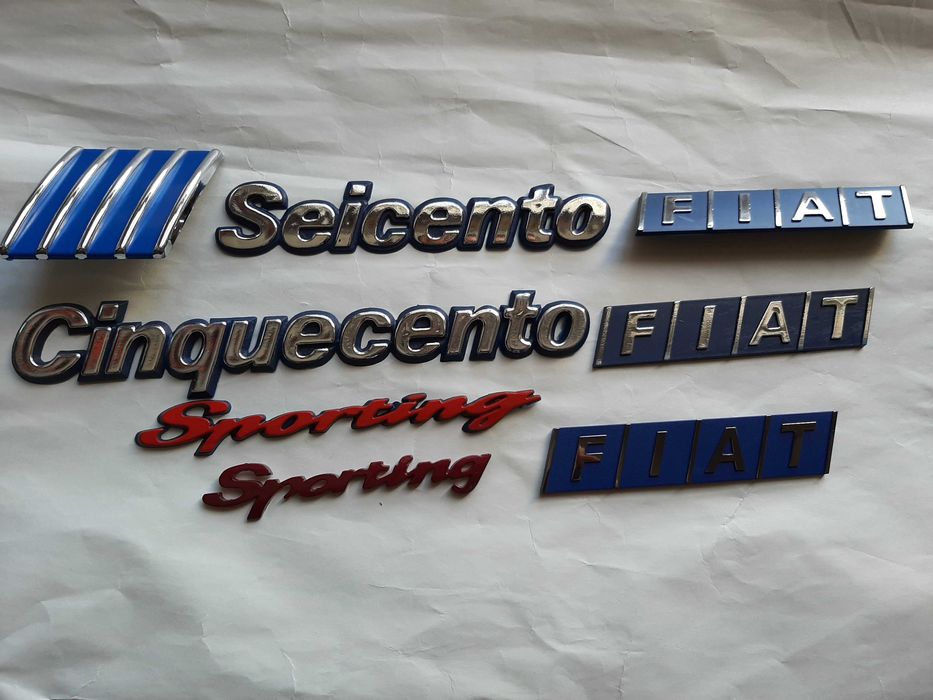 Seicento FIAT
Cinquecento FIAT
Sporting
Sporting FIAT